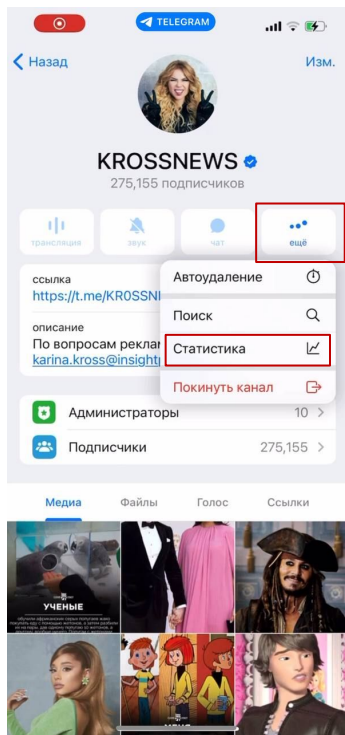 TELEGRAM
Назад
Изм.
KROSSNEWS
275,155 подписчиков
трансляция
звук
чат
ещё
Автоудаление
ссылка
https://t.me/KR0SSN
Поиск
описание
По вопросам реклам
Статистика
karina.kross@insight
Покинуть канал
Администраторы
10
Подписчики
275,155
Медиа
Файлы
Голос
Ссылки
УЧЕНЫЕ